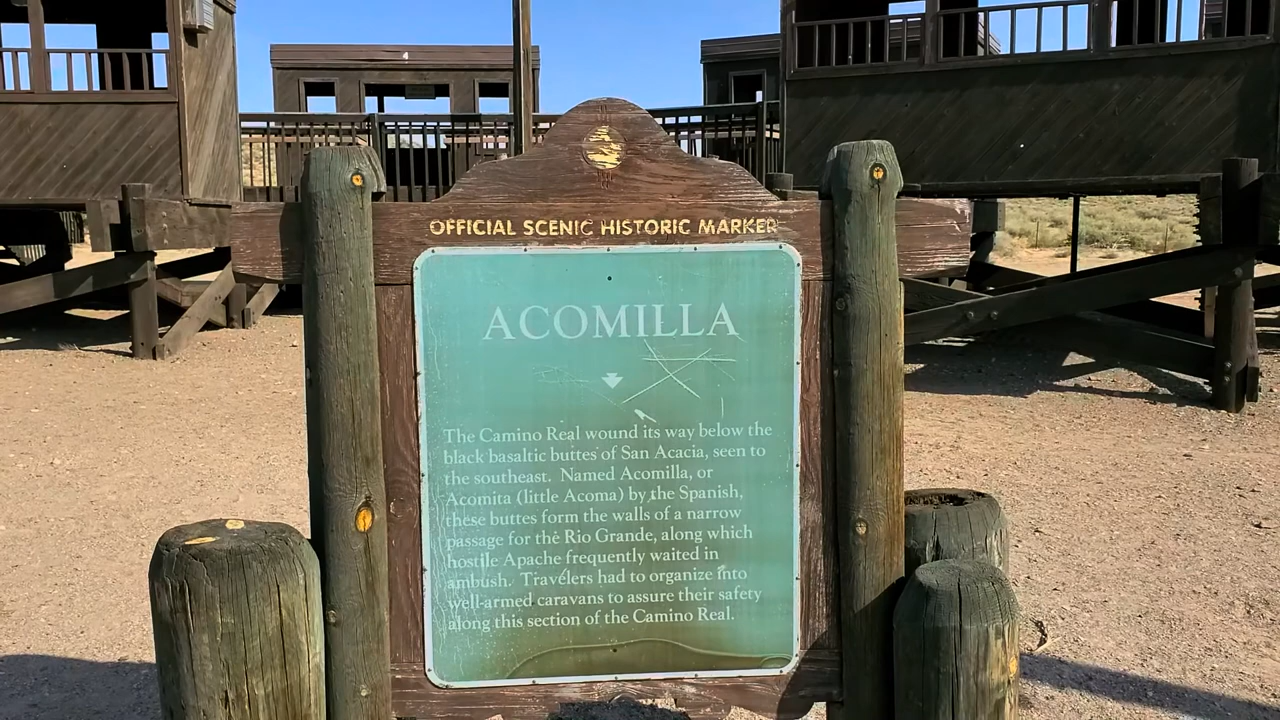 OFFICIAL SCENIC HISTORIC MARKER
ACOMILLA
The Camino Real wound its way below the
black basaltic buttes of San Acacia, seen to
the southeast. Named Acomilla, or
Acomita (little Acoma) by the Spanish,
these buttes form the walls of a narrow
passage for the Rio Grande, along which
hostile Apache frequently waited in
ambush. Travelers had to organize into
well-armed caravans to assure their safety
along this section of the Camino Real.